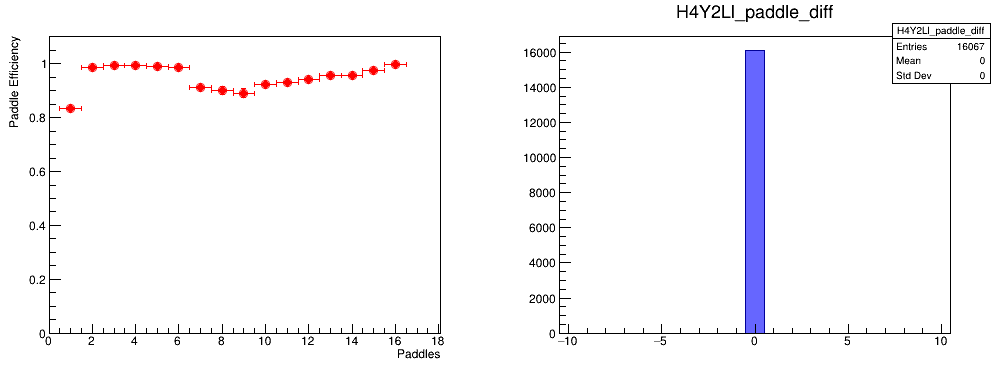 Paddle Efficiency
1
0.8
0.6
0.4
0.2
0
0 2 4 6 8 10 12 14 16 18
Paddles
H4Y2LI_paddle_diff
H4Y2LI_paddle_diff
Entries 16067
Mean 0
Std Dev 0
16000
14000
12000
10000
8000
6000
4000
2000
0
−10 −5 0 5 10